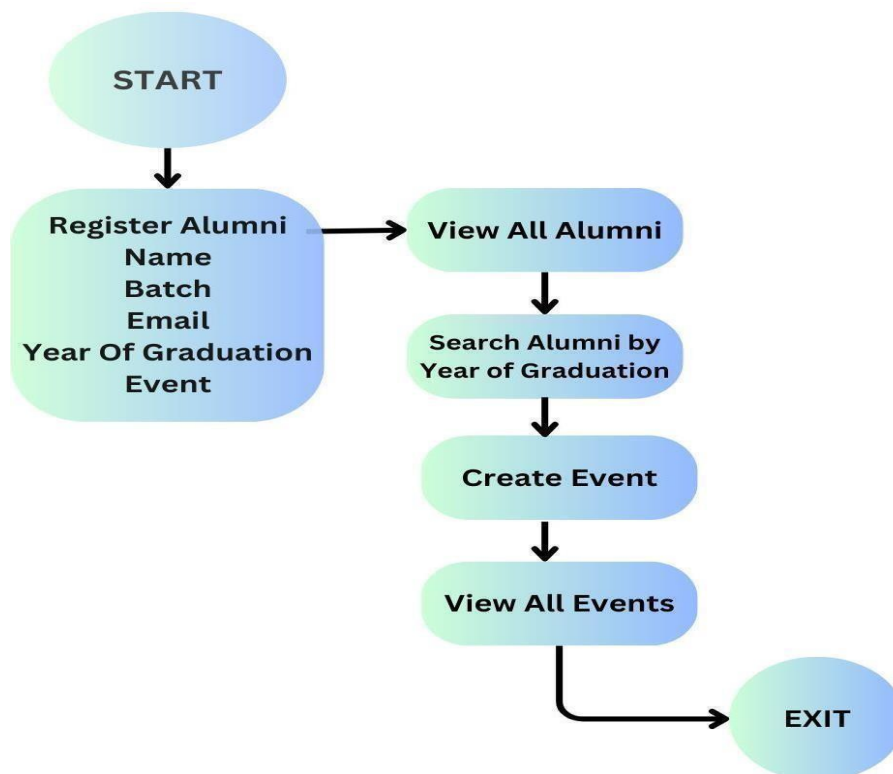 START
Register Alumni
Name
Batch
Email
Year Of Graduation
Event
View All Alumni
Search Alumni by
Year of Graduation
Create Event
View All Events
EXIT